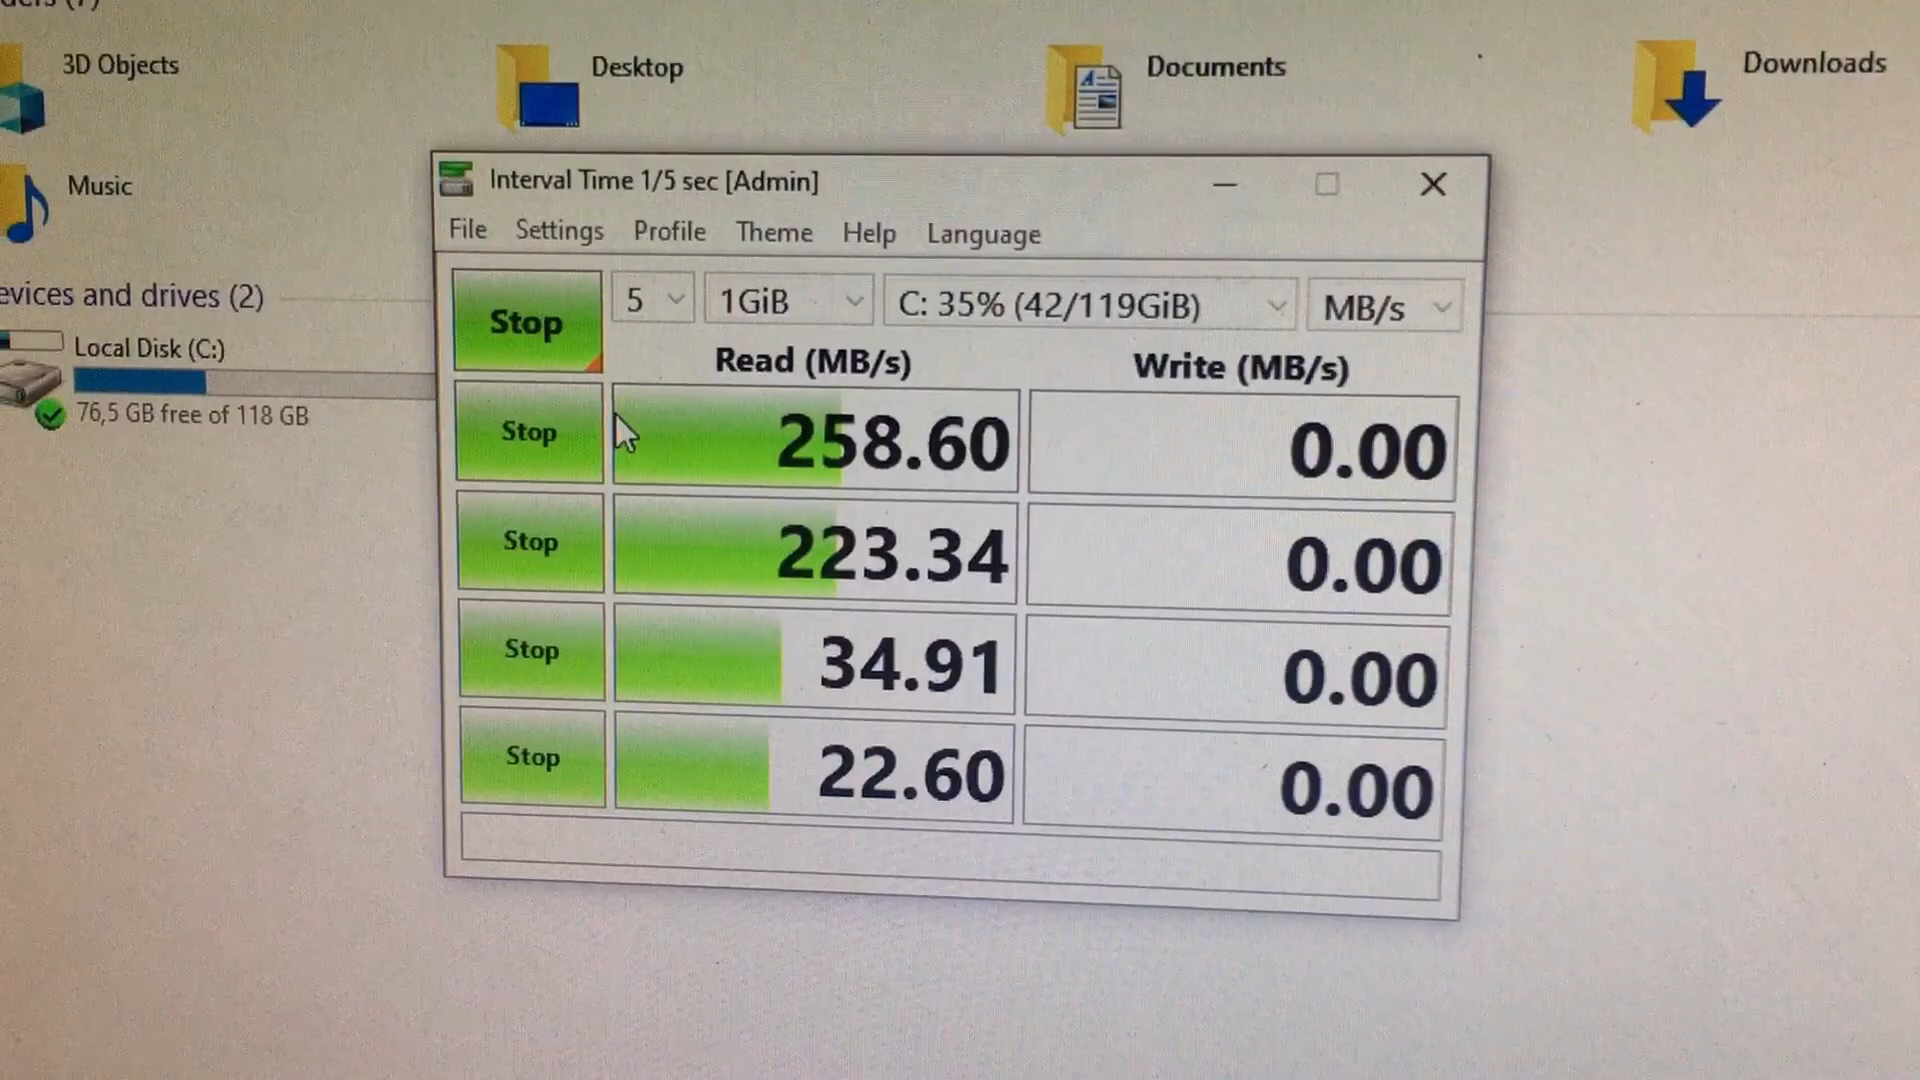 3D Objects
Desktop
Documents
Downloads
Music
Interval Time 1/5 sec [Admin]
File Settings Profile Theme Help Language
evices and drives (2)
Stop 5 1GiB C: 35% (42/119GiB) MB/s
Local Disk (C:)
76,5 GB free of 118 GB
Read (MB/s) Write (MB/s)
Stop 258.60 0.00
Stop 223.34 0.00
Stop 34.91 0.00
Stop 22.60 0.00